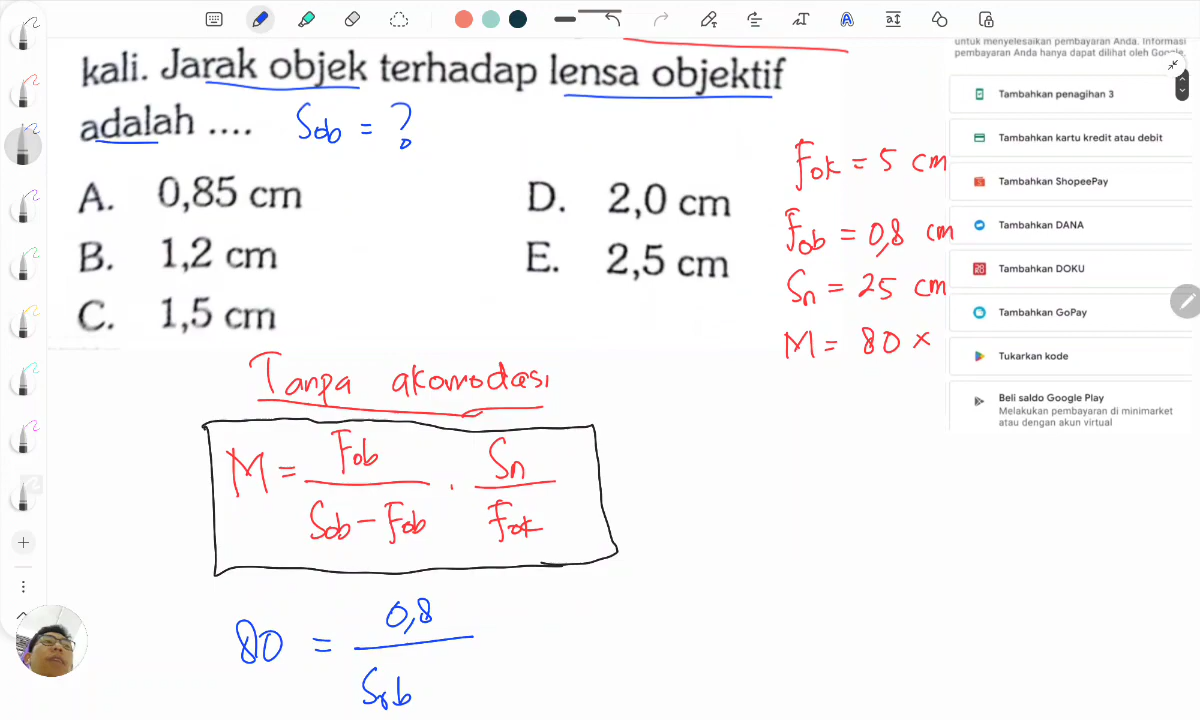 kali. Jarak objek terhadap lensa objektif
adalah ....
Sob = ?
A. 0,85 cm
B. 1,2 cm
C. 1,5 cm
D. 2,0 cm
E. 2,5 cm
Fok = 5 cm
Fob = 0,8 cm
Sn = 25 cm
M = 80 ×
Tanpa akomodasi
M = Fob / Sob - Fob . Sn / Fok
80 = 0,8 / Sob
untuk menyelesaikan pembayaran Anda. Informasi
pembayaran Anda hanya dapat dilihat oleh Google.
Tambahkan penagihan 3
Tambahkan kartu kredit atau debit
Tambahkan ShopeePay
Tambahkan DANA
Tambahkan DOKU
Tambahkan GoPay
Tukarkan kode
Beli saldo Google Play
Melakukan pembayaran di minimarket
atau dengan akun virtual